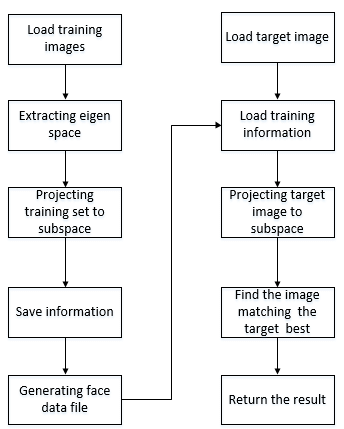 Load training
images
Extracting eigen
space
Projecting
training set to
subspace
Save information
Generating face
data file
Load target image
Load training
information
Projecting target
image to
subspace
Find the image
matching the
target best
Return the result